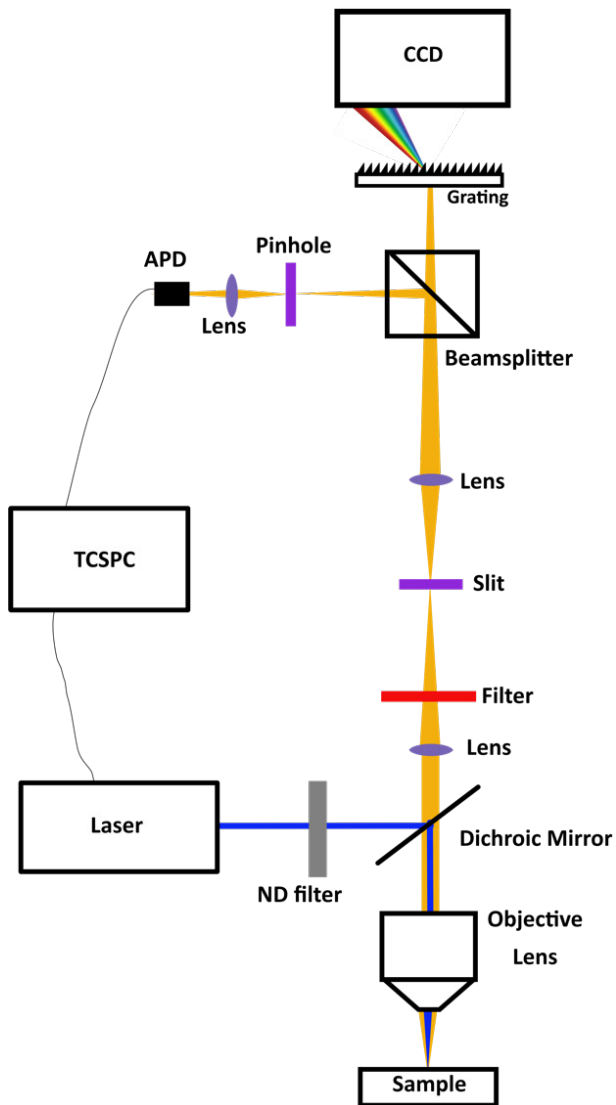 CCD
Grating
Pinhole
APD
Lens
Beamsplitter
Lens
TCSPC
Slit
Filter
Lens
Laser
Dichroic Mirror
ND filter
Objective
Lens
Sample